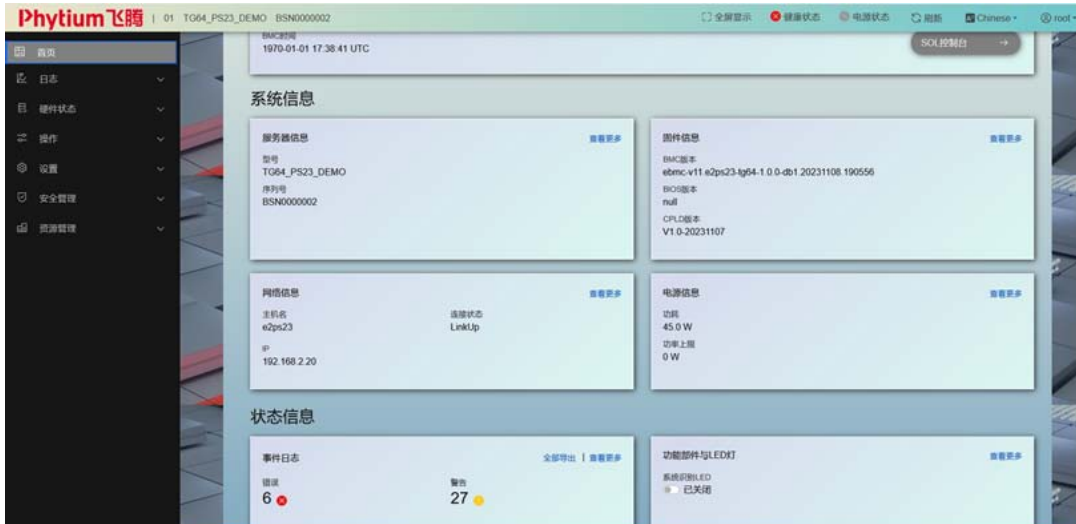 Phytium飞腾 | 01 TG64_PS23_DEMO BSN0000002 全屏显示 健康状态 电源状态 刷新 Chinese root
首页
日志
硬件状态
操作
设置
安全管理
资源管理
BMC时间
1970-01-01 17:38:41 UTC
SOL控制台 →
系统信息
服务器信息 查看更多
型号
TG64_PS23_DEMO
序列号
BSN0000002
固件信息 查看更多
BMC版本
ebmc-v11.e2ps23-tg64-1.0.0-db1.20231108.190556
BIOS版本
null
CPLD版本
V1.0-20231107
网络信息 查看更多
主机名
e2ps23
连接状态
LinkUp
IP
192.168.2.20
电源信息 查看更多
功耗
45.0 W
功率上限
0 W
状态信息
事件日志 全部导出 | 查看更多
错误
6
警告
27
功能部件与LED灯 查看更多
系统识别LED
已关闭